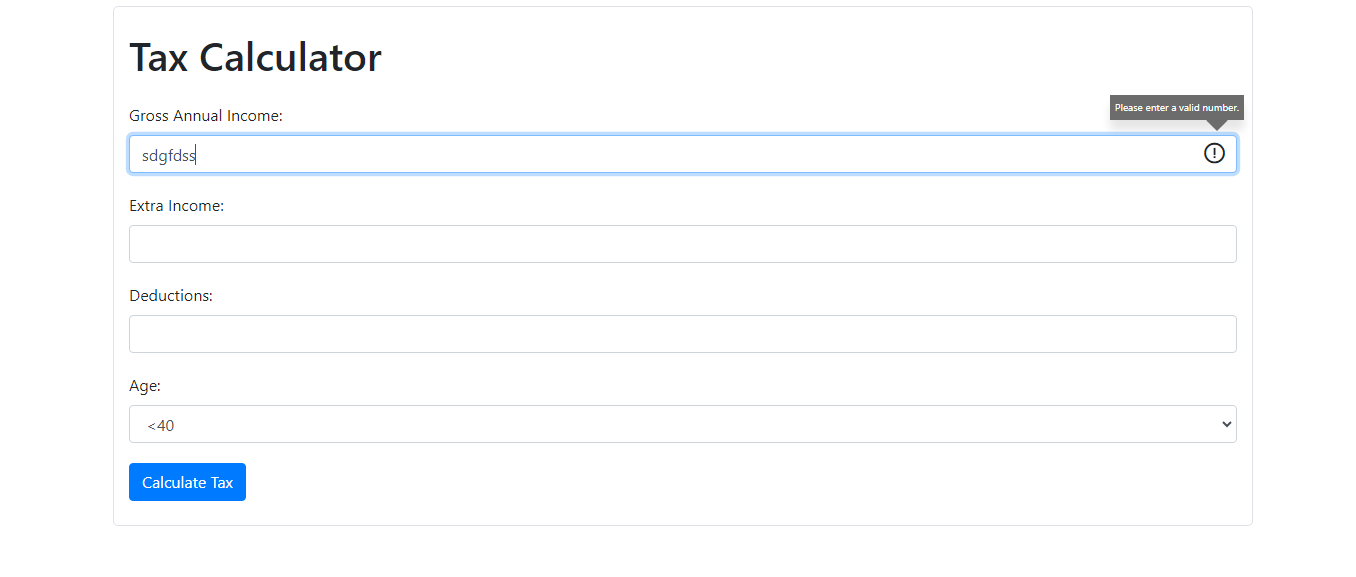 Tax Calculator
Gross Annual Income:
Please enter a valid number.
sdgfdss
Extra Income:
Deductions:
Age:
<40
Calculate Tax